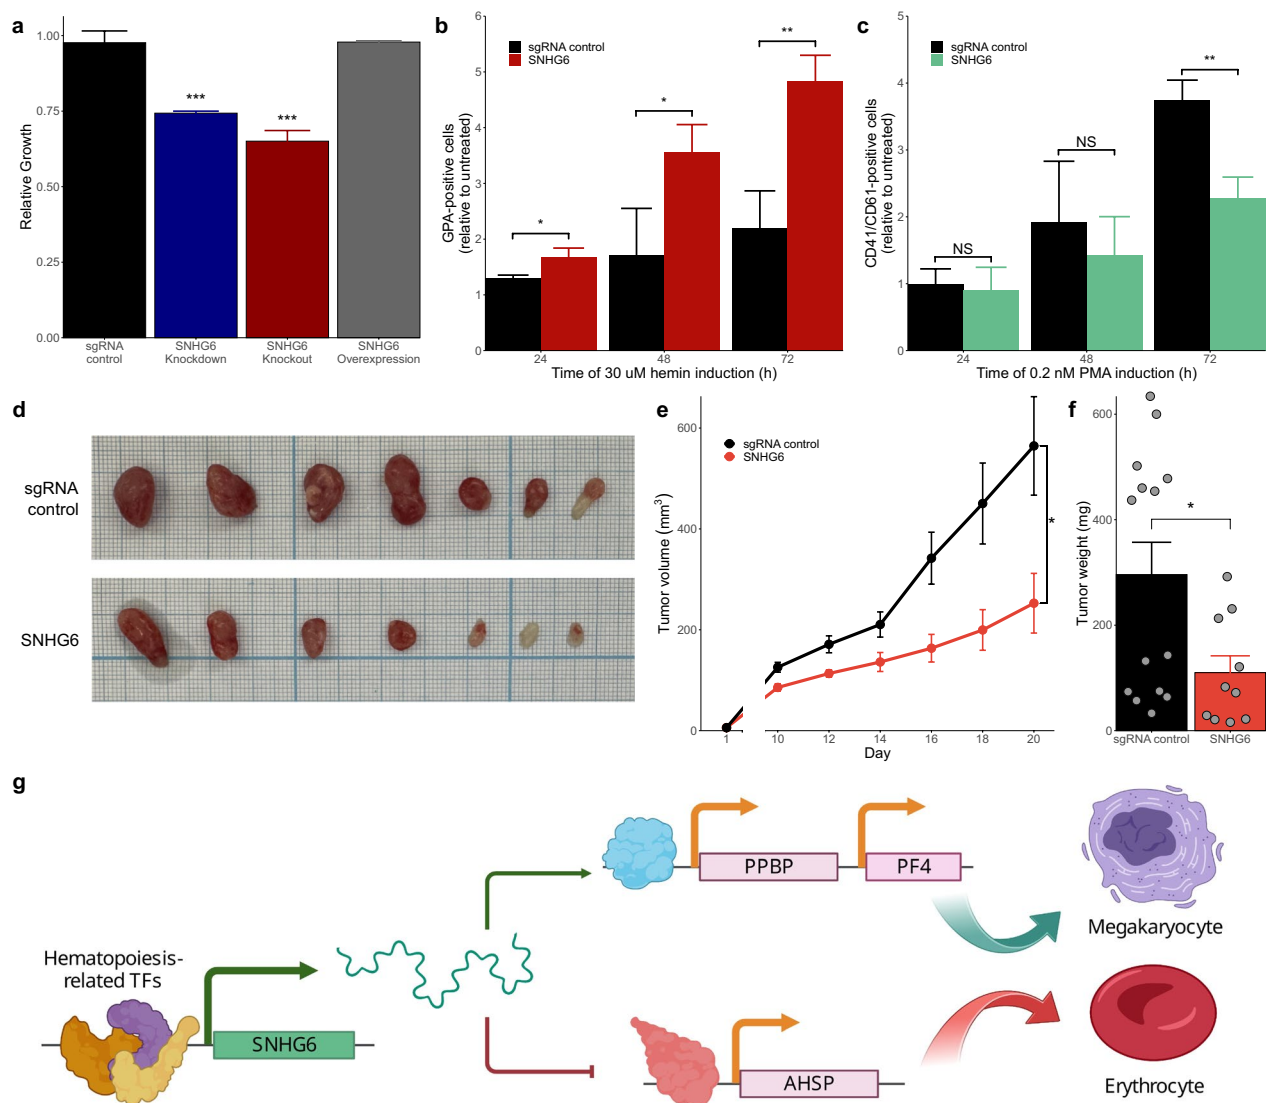 a
Relative Growth
1.00
0.75
0.50
0.25
0.00
***
***
sgRNA
control
SNHG6
Knockdown
SNHG6
Knockout
SNHG6
Overexpression
b
GPA-positive cells
(relative to untreated)
6
5
4
3
2
1
0
sgRNA control
SNHG6
*
*
**
24
48
72
Time of 30 uM hemin induction (h)
c
CD41/CD61-positive cells
(relative to untreated)
5
4
3
2
1
0
sgRNA control
SNHG6
NS
NS
**
24
48
72
Time of 0.2 nM PMA induction (h)
d
sgRNA
control
SNHG6
e
Tumor volume (mm³)
600
400
200
0
sgRNA control
SNHG6
*
1
10
12
14
16
18
20
Day
f
Tumor weight (mg)
600
400
200
0
*
sgRNA control
SNHG6
g
Hematopoiesis-
related TFs
SNHG6
PPBP
PF4
Megakaryocyte
AHSP
Erythrocyte